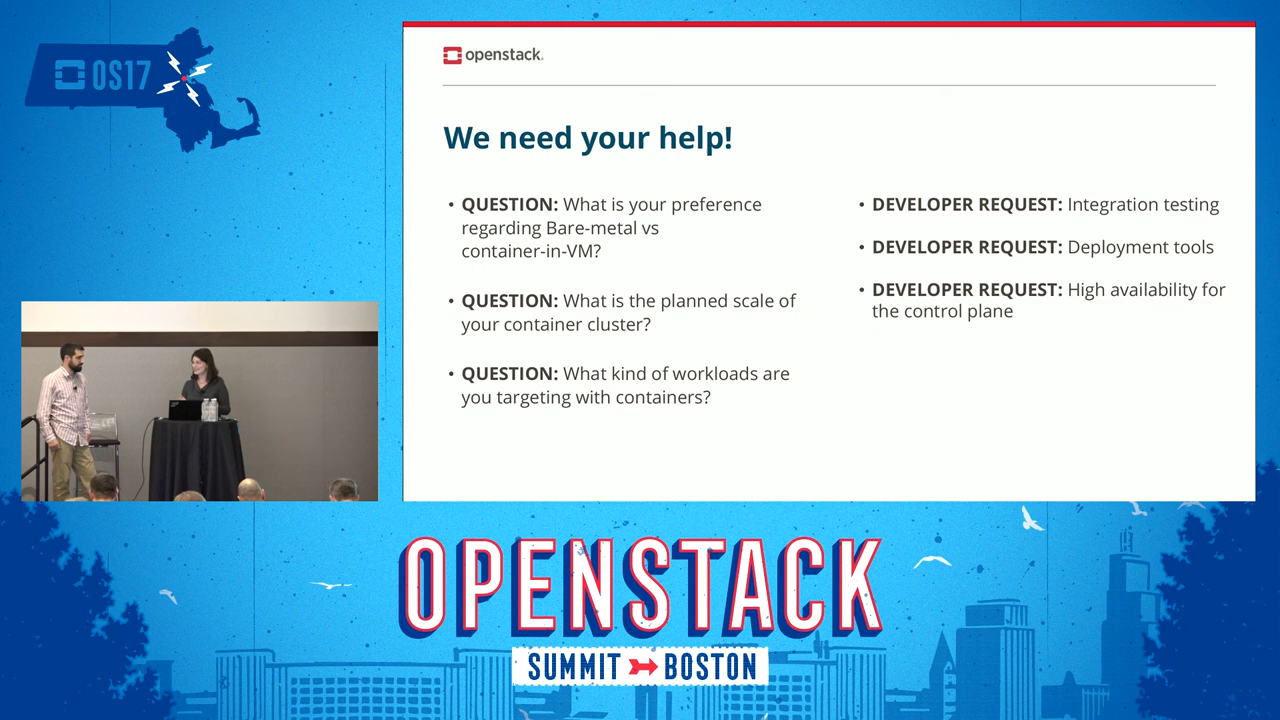 OS17
openstack.
We need your help!
• QUESTION: What is your preference
regarding Bare-metal vs
container-in-VM?
• QUESTION: What is the planned scale of
your container cluster?
• QUESTION: What kind of workloads are
you targeting with containers?
• DEVELOPER REQUEST: Integration testing
• DEVELOPER REQUEST: Deployment tools
• DEVELOPER REQUEST: High availability for
the control plane
OPENSTACK
SUMMIT BOSTON